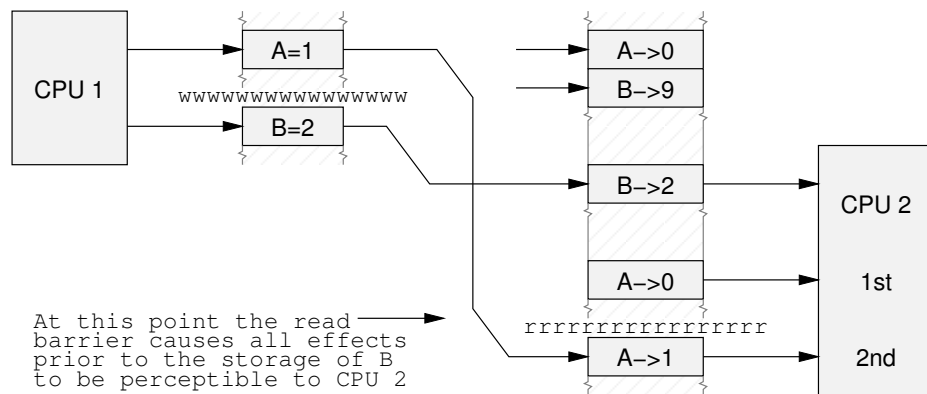 A=1
A->0
CPU 1
B->9
wwwwwwwwwwwwwwww
B=2
B->2
CPU 2
A->0
1st
At this point the read
barrier causes all effects
prior to the storage of B
to be perceptible to CPU 2
rrrrrrrrrrrrrrrrr
A->1
2nd